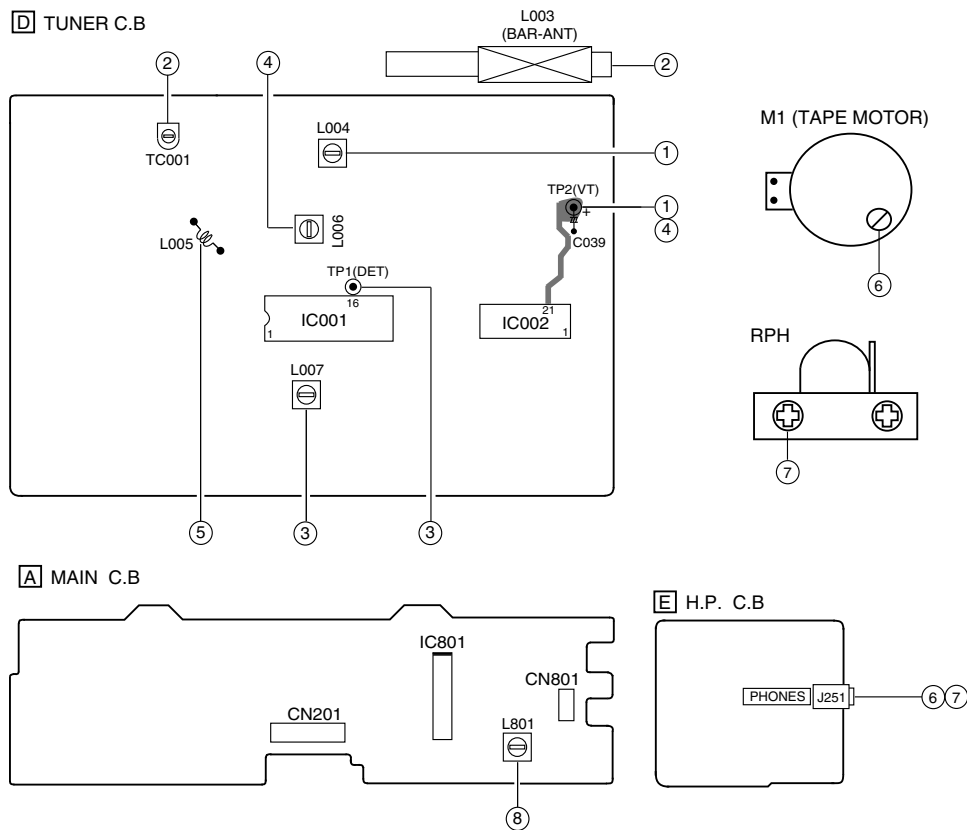 D TUNER C.B
L003
(BAR-ANT)
2
4
2
M1 (TAPE MOTOR)
TC001
L004
1
TP2(VT)
+
1
4
L005
L006
C039
6
TP1(DET)
16
IC001
1
21
IC002
1
RPH
L007
7
5
3
3
A MAIN C.B
E H.P. C.B
IC801
CN801
CN201
L801
PHONES
J251
6 7
8